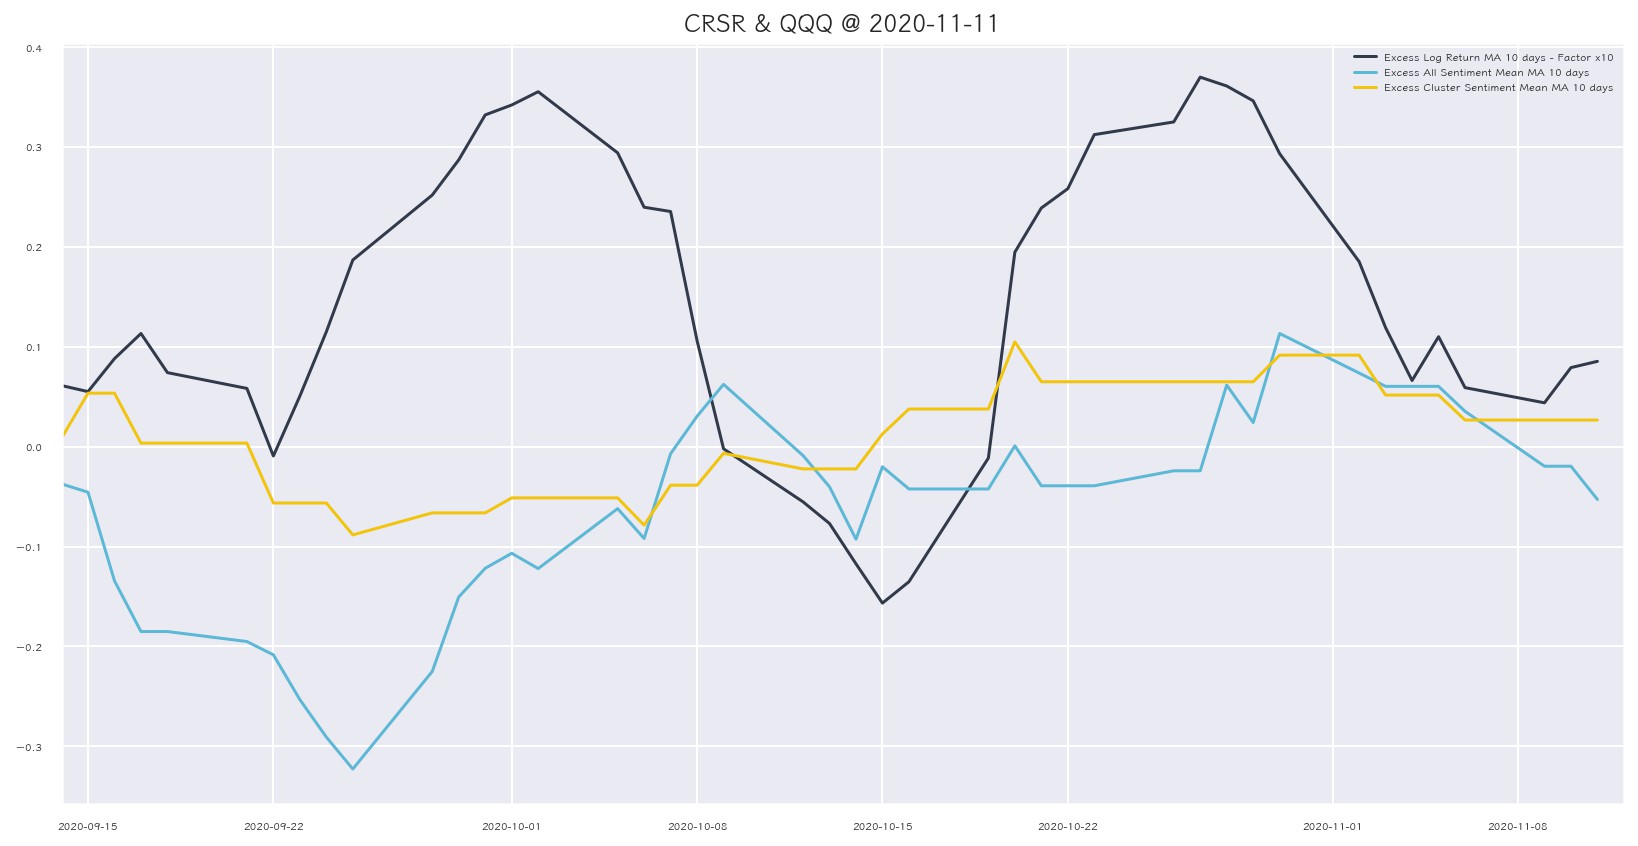 CRSR & QQQ @ 2020-11-11
Excess Log Return MA 10 days - Factor x10
Excess All Sentiment Mean MA 10 days
Excess Cluster Sentiment Mean MA 10 days
0.4
0.3
0.2
0.1
0.0
−0.1
−0.2
−0.3
2020-09-15 2020-09-22 2020-10-01 2020-10-08 2020-10-15 2020-10-22 2020-11-01 2020-11-08